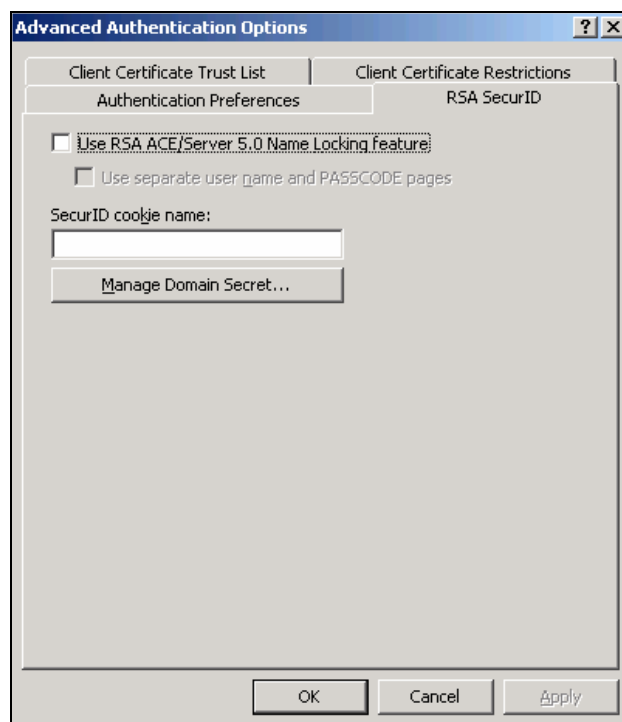 Advanced Authentication Options
Client Certificate Trust List Client Certificate Restrictions
Authentication Preferences RSA SecurID
Use RSA ACE/Server 5.0 Name Locking feature
Use separate user name and PASSCODE pages
SecurID cookie name:
Manage Domain Secret...
OK Cancel Apply